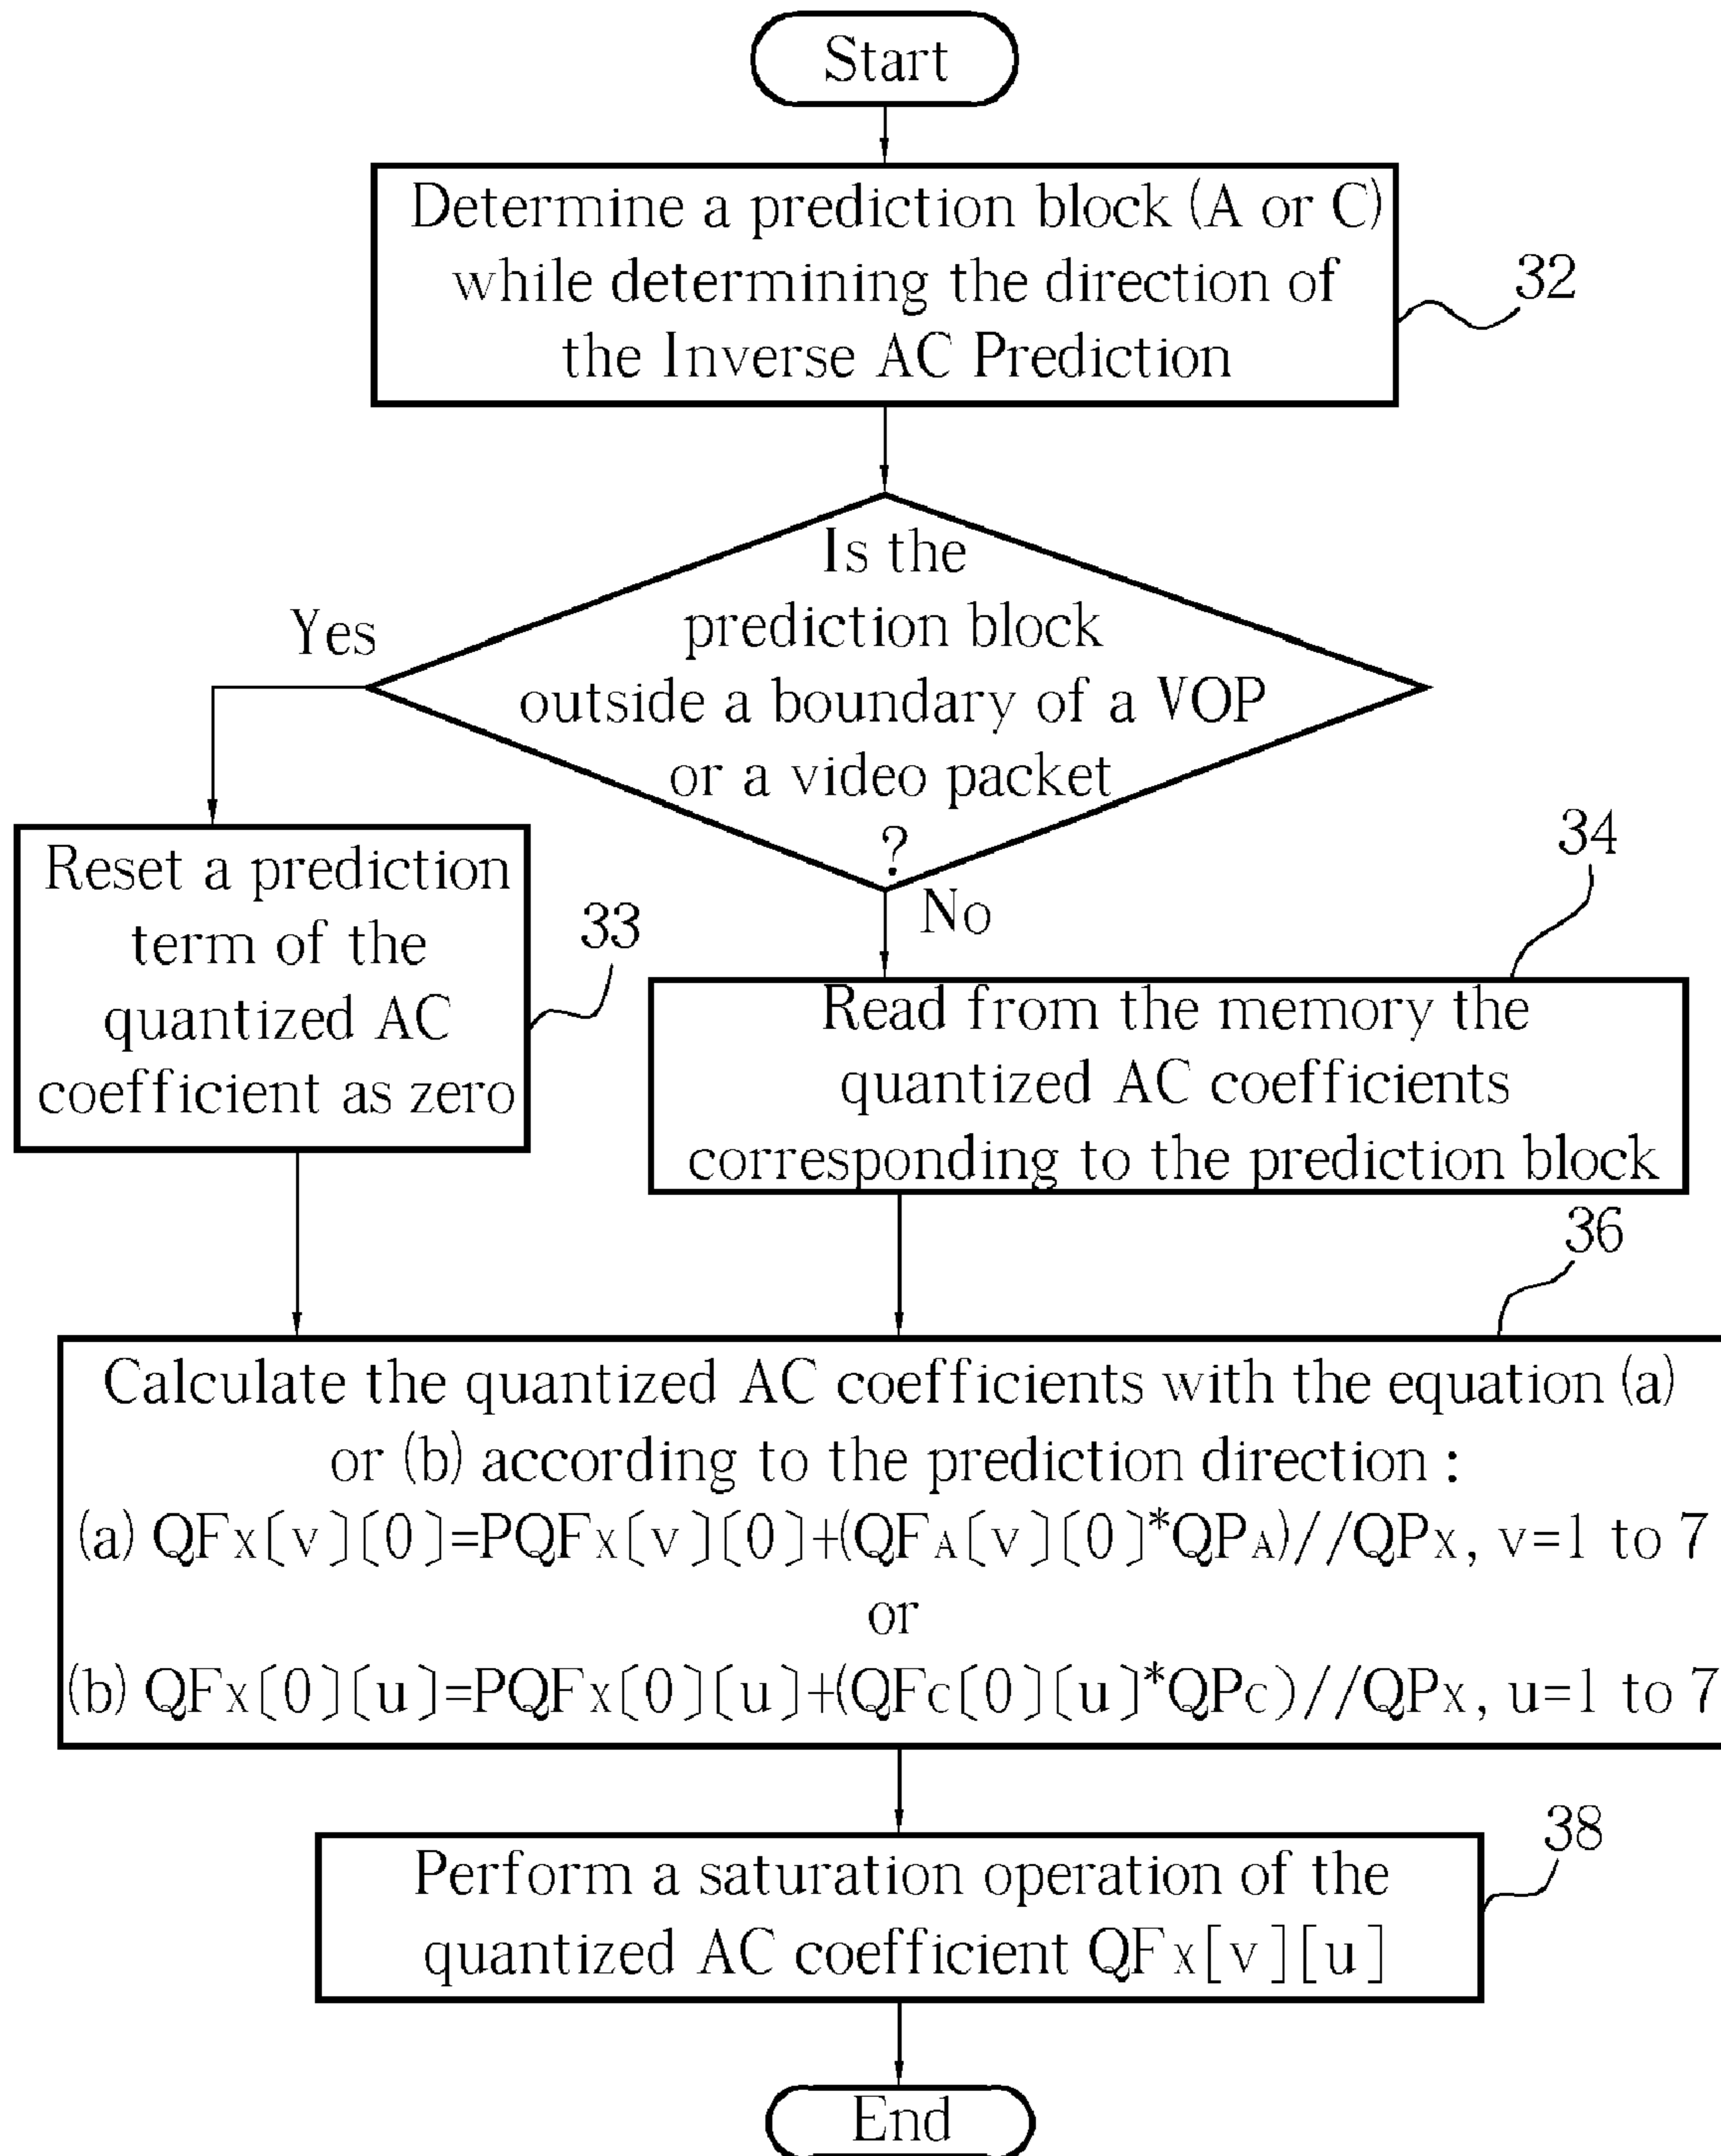 Start
Determine a prediction block (A or C)
while determining the direction of
the Inverse AC Prediction
32
Is the
prediction block
outside a boundary of a VOP
or a video packet
?
Yes
No
Reset a prediction
term of the
quantized AC
coefficient as zero
33
34
Read from the memory the
quantized AC coefficients
corresponding to the prediction block
36
Calculate the quantized AC coefficients with the equation (a)
or (b) according to the prediction direction :
(a) QFX[v][0]=PQFX[v][0]+(QFA[v][0]*QPA)//QPX, v=1 to 7
or
(b) QFX[0][u]=PQFX[0][u]+(QFC[0][u]*QPC)//QPX, u=1 to 7
38
Perform a saturation operation of the
quantized AC coefficient QFX[v][u]
End